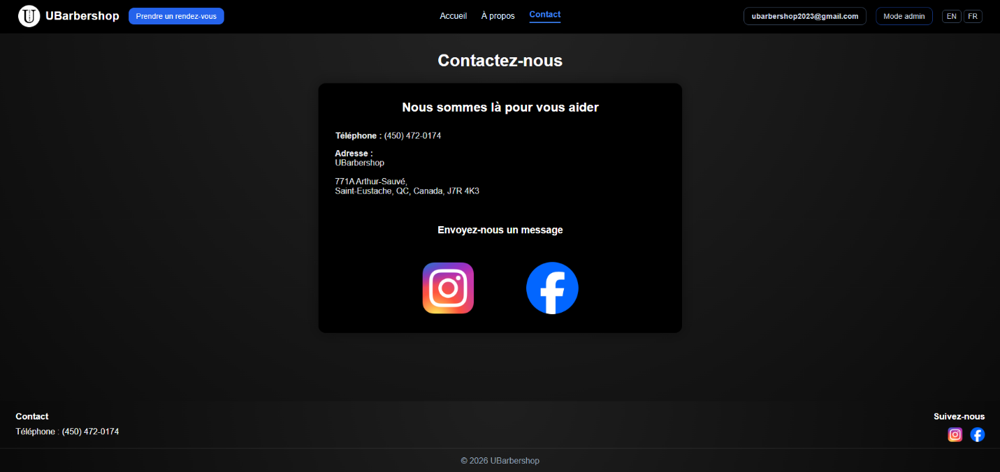 UBarbershop
Prendre un rendez-vous
Accueil
À propos
Contact
ubarbershop2023@gmail.com
Mode admin
EN
FR
Contactez-nous
Nous sommes là pour vous aider
Téléphone : (450) 472-0174
Adresse :
UBarbershop
771A Arthur-Sauvé,
Saint-Eustache, QC, Canada, J7R 4K3
Envoyez-nous un message
Contact
Suivez-nous
Téléphone : (450) 472-0174
© 2026 UBarbershop